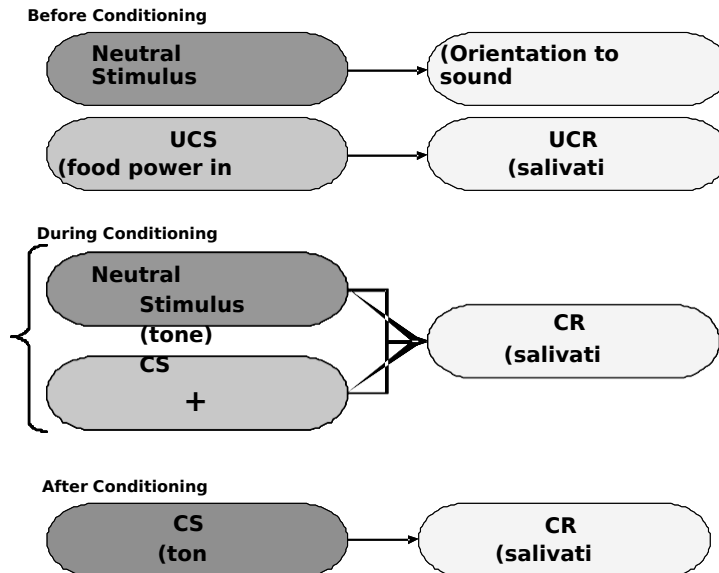 Before Conditioning
Neutral
Stimulus
(Orientation to
sound
UCS
(food power in
UCR
(salivati
During Conditioning
Neutral
Stimulus
(tone)
CS
+
CR
(salivati
After Conditioning
CS
(ton
CR
(salivati